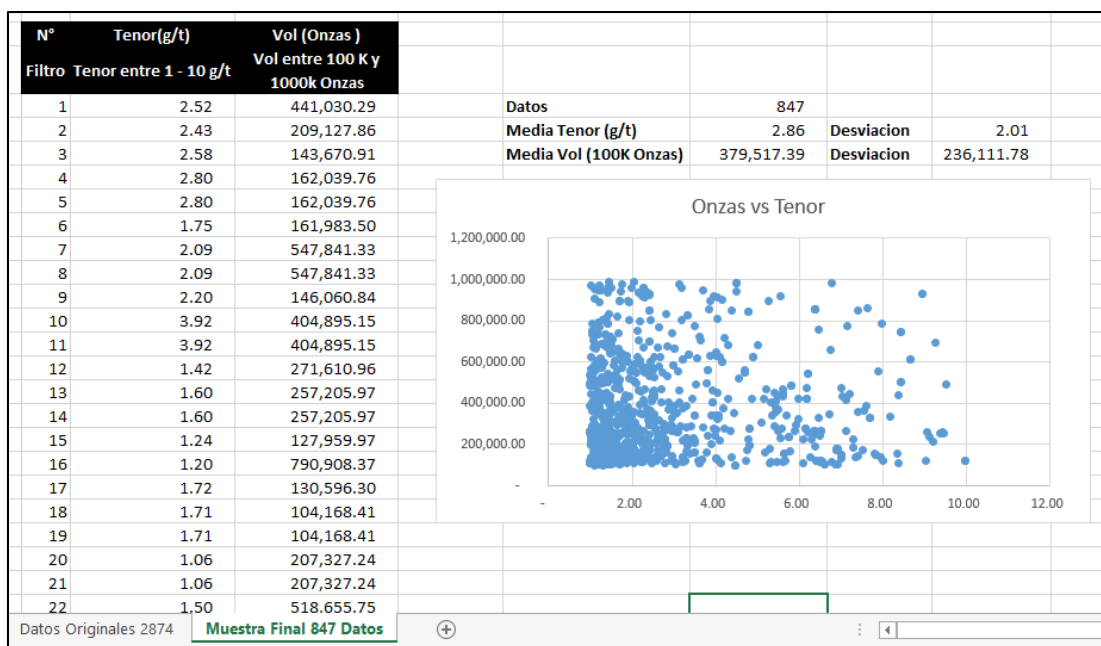 N° Tenor(g/t) Vol (Onzas )
Filtro Tenor entre 1 - 10 g/t Vol entre 100 K y
1000k Onzas
1 2.52 441,030.29
2 2.43 209,127.86
3 2.58 143,670.91
4 2.80 162,039.76
5 2.80 162,039.76
6 1.75 161,983.50
7 2.09 547,841.33
8 2.09 547,841.33
9 2.20 146,060.84
10 3.92 404,895.15
11 3.92 404,895.15
12 1.42 271,610.96
13 1.60 257,205.97
14 1.60 257,205.97
15 1.24 127,959.97
16 1.20 790,908.37
17 1.72 130,596.30
18 1.71 104,168.41
19 1.71 104,168.41
20 1.06 207,327.24
21 1.06 207,327.24
22 1.50 518.655.75
Datos 847
Media Tenor (g/t) 2.86 Desviacion 2.01
Media Vol (100K Onzas) 379,517.39 Desviacion 236,111.78
Onzas vs Tenor
1,200,000.00
1,000,000.00
800,000.00
600,000.00
400,000.00
200,000.00
-
- 2.00 4.00 6.00 8.00 10.00 12.00
Datos Originales 2874 Muestra Final 847 Datos